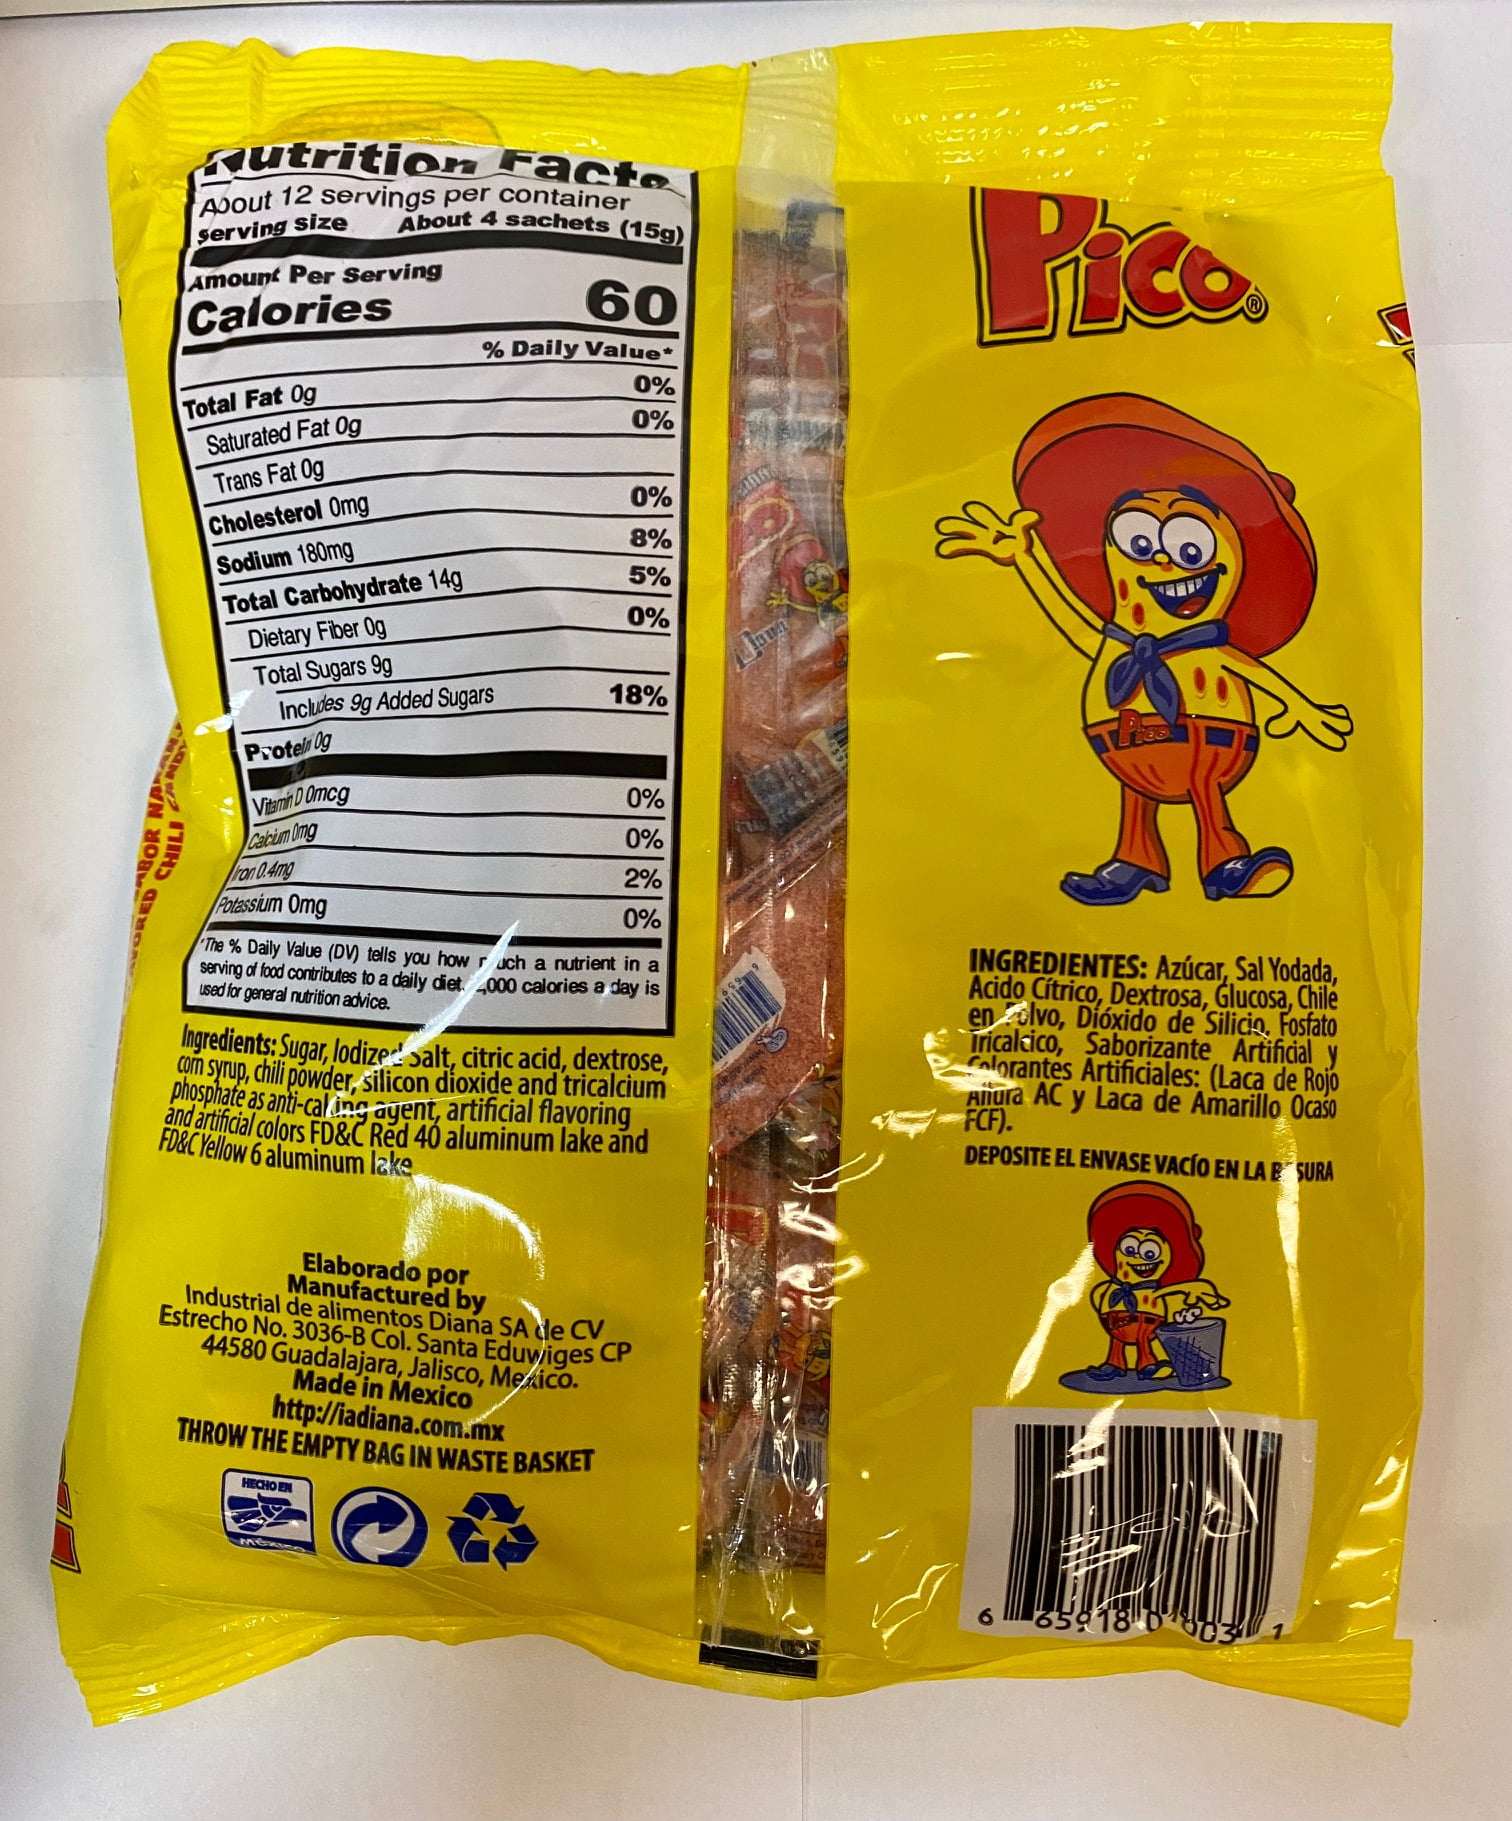 Nutrition Facts
About 12 servings per container
Serving size About 4 sachets (15g)
Amount Per Serving
Calories 60
% Daily Value*
Total Fat 0g 0%
Saturated Fat 0g 0%
Trans Fat 0g
Cholesterol 0mg 0%
Sodium 180mg 8%
Total Carbohydrate 14g 5%
Dietary Fiber 0g 0%
Total Sugars 9g
Includes 9g Added Sugars 18%
Protein 0g
Vitamin D 0mcg 0%
Calcium 0mg 0%
Iron 0.4mg 2%
Potassium 0mg 0%
*The % Daily Value (DV) tells you how much a nutrient in a
serving of food contributes to a daily diet. 2,000 calories a day is
used for general nutrition advice.
Ingredients: Sugar, Iodized Salt, citric acid, dextrose,
corn syrup, chili powder, silicon dioxide and tricalcium
phosphate as anti-caking agent, artificial flavoring
and artificial colors FD&C Red 40 aluminum lake and
FD&C Yellow 6 aluminum lake
Elaborado por
Manufactured by
Industrial de alimentos Diana SA de CV
Estrecho No. 3036-B Col. Santa Eduwiges CP
44580 Guadalajara, Jalisco, Mexico.
Made in Mexico
http://iadiana.com.mx
THROW THE EMPTY BAG IN WASTE BASKET
HECHO EN
MÉXICO
SABOR
CHILI CANDY
Pico
®
Pico
INGREDIENTES: Azúcar, Sal Yodada,
Acido Cítrico, Dextrosa, Glucosa, Chile
en Polvo, Dióxido de Silicio, Fosfato
Tricalcico, Saborizante Artificial y
Colorantes Artificiales: (Laca de Rojo
Allura AC y Laca de Amarillo Ocaso
FCF).
DEPOSITE EL ENVASE VACÍO EN LA BASURA
6 65918 0 003 1